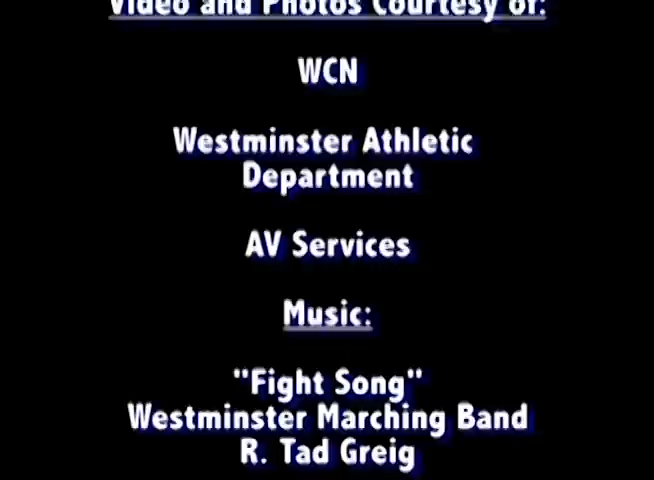 Video and Photos Courtesy of:
WCN
Westminster Athletic
Department
AV Services
Music:
"Fight Song"
Westminster Marching Band
R. Tad Greig